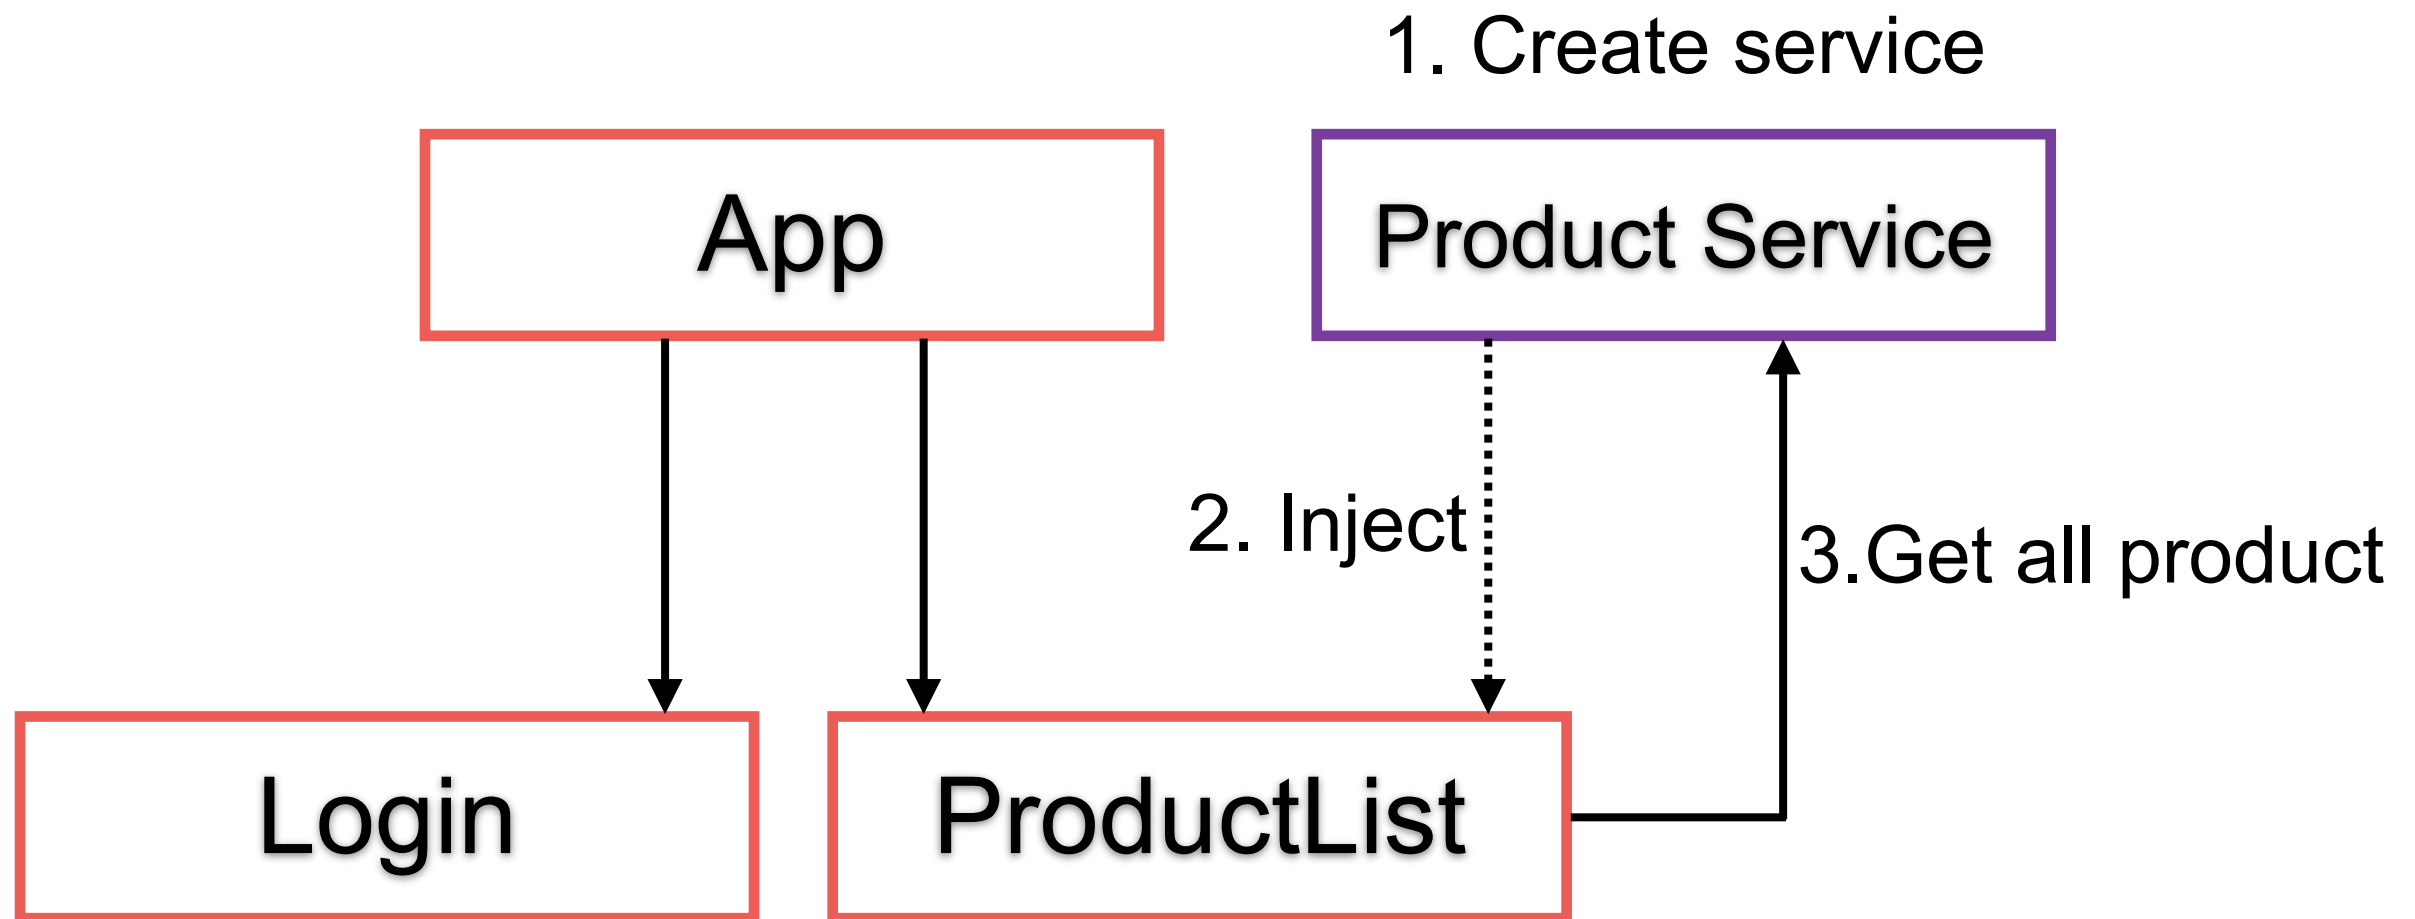 1. Create service
App
Product Service
2. Inject
3.Get all product
Login
ProductList